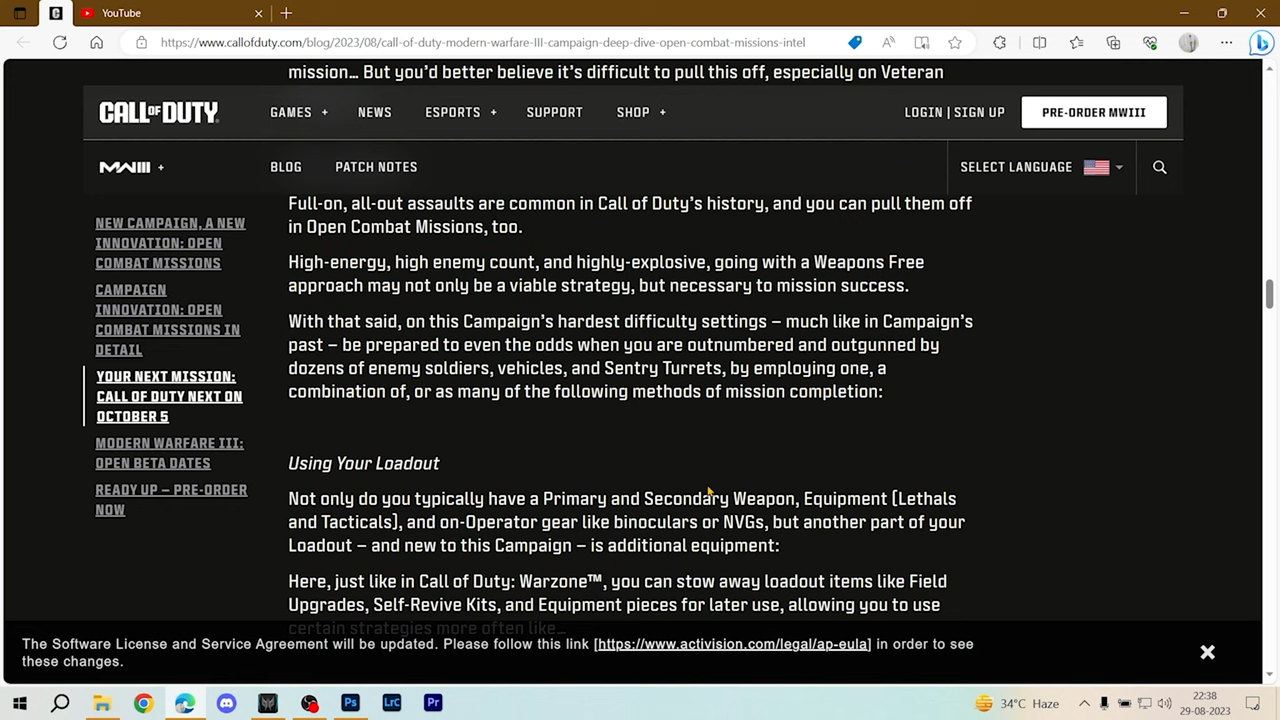 YouTube
https://www.callofduty.com/blog/2023/08/call-of-duty-modern-warfare-III-campaign-deep-dive-open-combat-missions-intel
mission... But you'd better believe it's difficult to pull this off, especially on Veteran
CALL OF DUTY
GAMES +
NEWS
ESPORTS +
SUPPORT
SHOP +
LOGIN | SIGN UP
PRE-ORDER MWIII
MWIII +
BLOG
PATCH NOTES
SELECT LANGUAGE
NEW CAMPAIGN, A NEW
INNOVATION: OPEN
COMBAT MISSIONS
CAMPAIGN
INNOVATION: OPEN
COMBAT MISSIONS IN
DETAIL
YOUR NEXT MISSION:
CALL OF DUTY NEXT ON
OCTOBER 5
MODERN WARFARE III:
OPEN BETA DATES
READY UP – PRE-ORDER
NOW
Full-on, all-out assaults are common in Call of Duty's history, and you can pull them off
in Open Combat Missions, too.
High-energy, high enemy count, and highly-explosive, going with a Weapons Free
approach may not only be a viable strategy, but necessary to mission success.
With that said, on this Campaign's hardest difficulty settings – much like in Campaign's
past – be prepared to even the odds when you are outnumbered and outgunned by
dozens of enemy soldiers, vehicles, and Sentry Turrets, by employing one, a
combination of, or as many of the following methods of mission completion:
Using Your Loadout
Not only do you typically have a Primary and Secondary Weapon, Equipment (Lethals
and Tacticals), and on-Operator gear like binoculars or NVGs, but another part of your
Loadout – and new to this Campaign – is additional equipment:
Here, just like in Call of Duty: Warzone™, you can stow away loadout items like Field
Upgrades, Self-Revive Kits, and Equipment pieces for later use, allowing you to use
certain strategies more often like...
The Software License and Service Agreement will be updated. Please follow this link [https://www.activision.com/legal/ap-eula] in order to see
these changes.
Ps
LrC
Pr
34°C Haze
22:38
29-08-2023